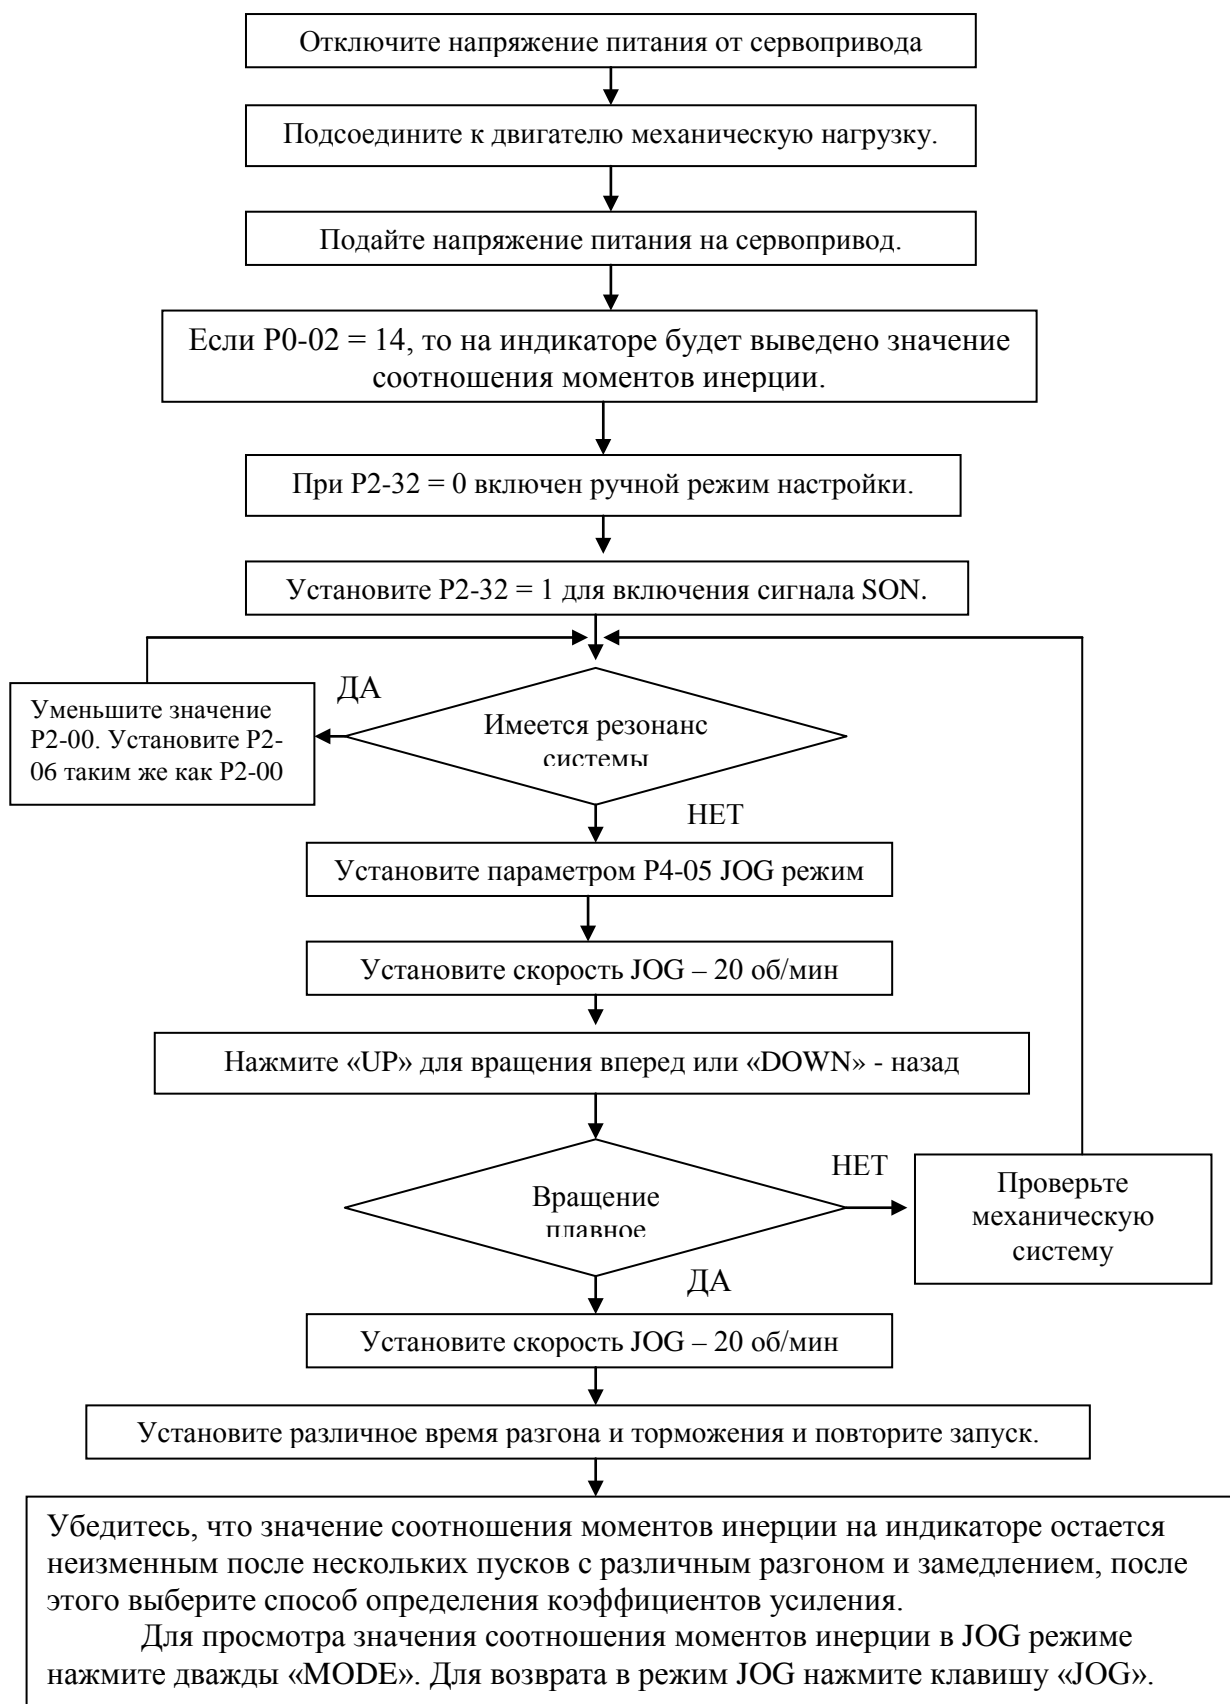 Отключите напряжение питания от сервопривода
Подсоедините к двигателю механическую нагрузку.
Подайте напряжение питания на сервопривод.
Если P0-02 = 14, то на индикаторе будет выведено значение
соотношения моментов инерции.
При P2-32 = 0 включен ручной режим настройки.
Установите P2-32 = 1 для включения сигнала SON.
ДА
Уменьшите значение
P2-00. Установите P2-
06 таким же как P2-00
Имеется резонанс
системы
НЕТ
Установите параметром P4-05 JOG режим
Установите скорость JOG – 20 об/мин
Нажмите «UP» для вращения вперед или «DOWN» - назад
Вращение
плавное
НЕТ
Проверьте
механическую
систему
ДА
Установите скорость JOG – 20 об/мин
Установите различное время разгона и торможения и повторите запуск.
Убедитесь, что значение соотношения моментов инерции на индикаторе остается
неизменным после нескольких пусков с различным разгоном и замедлением, после
этого выберите способ определения коэффициентов усиления.
Для просмотра значения соотношения моментов инерции в JOG режиме
нажмите дважды «MODE». Для возврата в режим JOG нажмите клавишу «JOG».